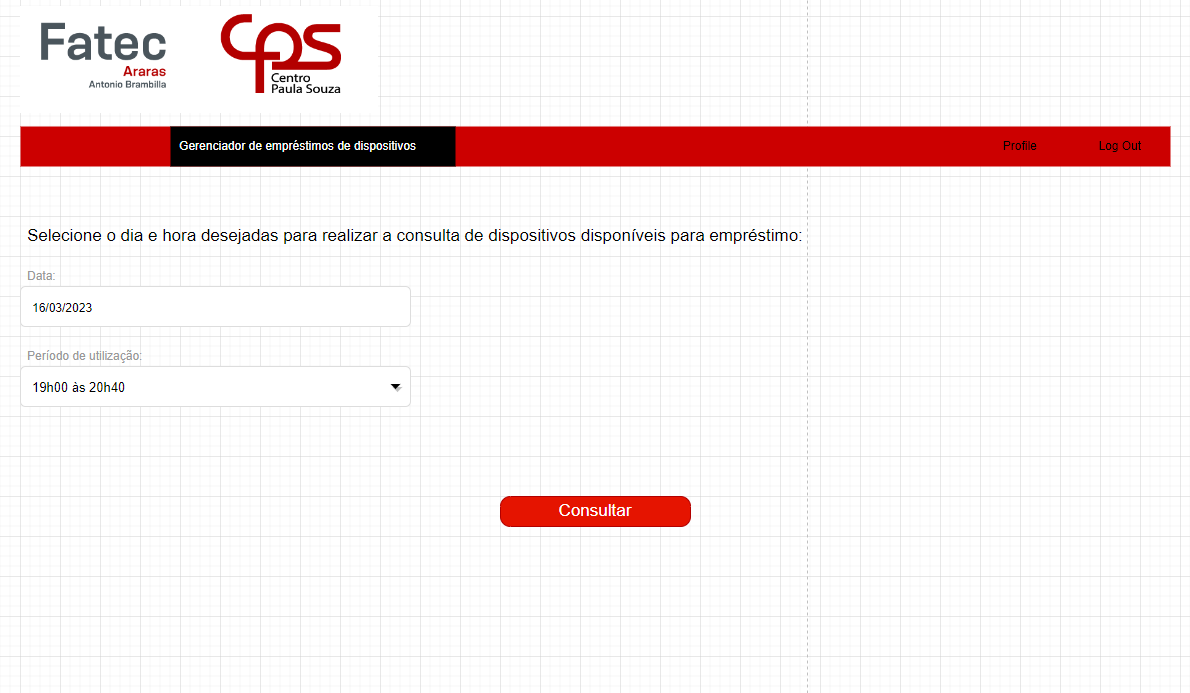 Fatec
Araras
Antonio Brambilla
CPS
Centro
Paula Souza
Gerenciador de empréstimos de dispositivos
Profile
Log Out
Selecione o dia e hora desejadas para realizar a consulta de dispositivos disponíveis para empréstimo:
Data:
16/03/2023
Período de utilização:
19h00 às 20h40
Consultar